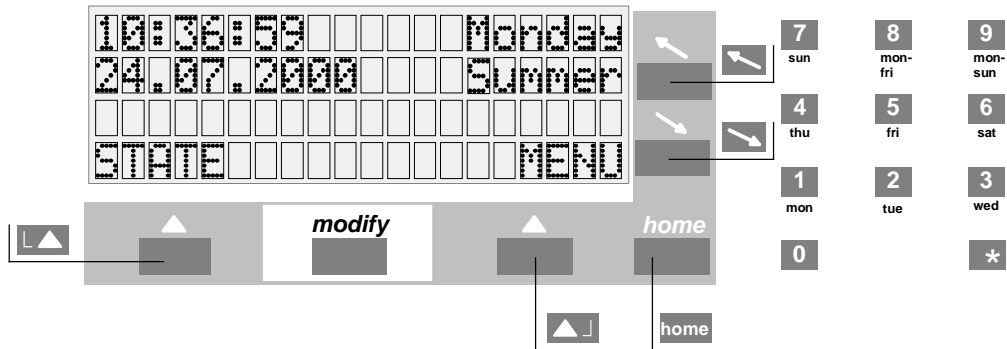 10:36:59 Monday
24.07.2000 Summer
STATE MENU
modify home
home
7 8 9
sun mon-fri mon-sun
4 5 6
thu fri sat
1 2 3
mon tue wed
0 *